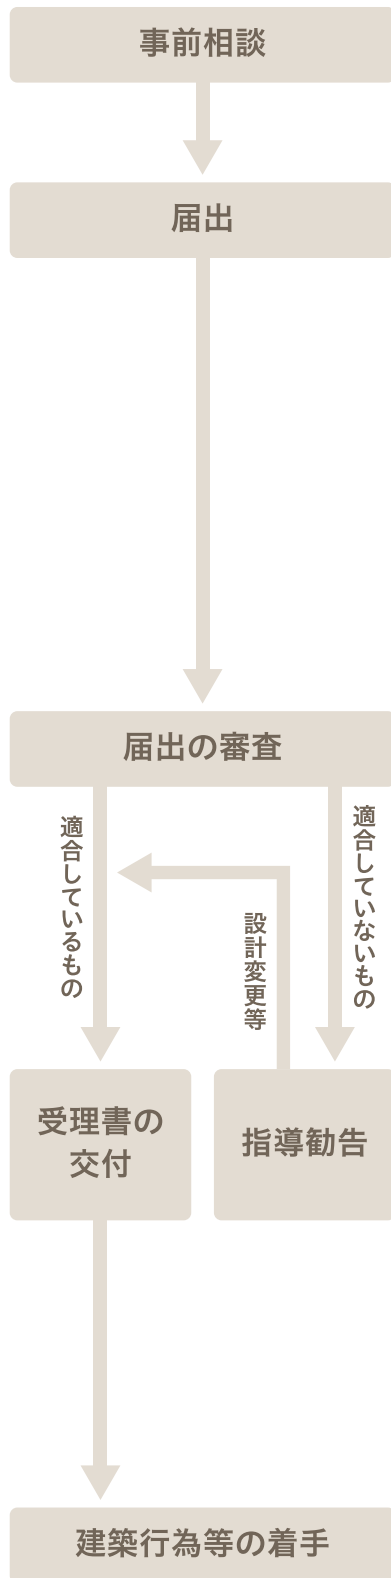 事前相談
届出
届出の審査
適合しているもの
適合していないもの
設計変更等
受理書の
交付
指導勧告
建築行為等の着手